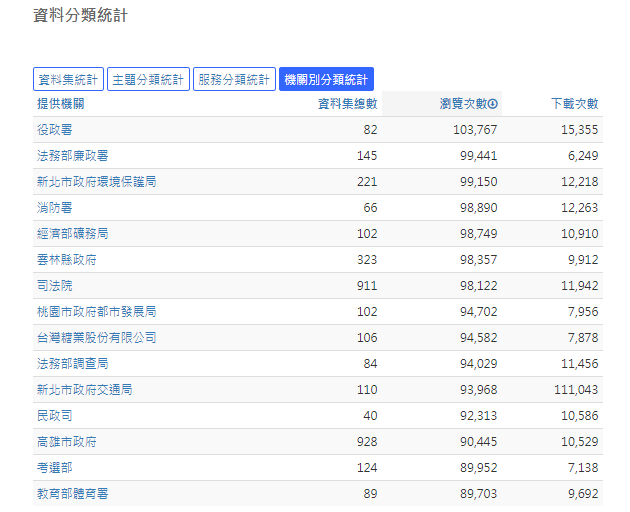 資料分類統計
資料集統計 主題分類統計 服務分類統計 機關別分類統計
提供機關 資料集總數 瀏覽次數 下載次數
役政署 82 103,767 15,355
法務部廉政署 145 99,441 6,249
新北市政府環境保護局 221 99,150 12,218
消防署 66 98,890 12,263
經濟部礦務局 102 98,749 10,910
雲林縣政府 323 98,357 9,912
司法院 911 98,122 11,942
桃園市政府都市發展局 102 94,702 7,956
台灣糖業股份有限公司 106 94,582 7,878
法務部調查局 84 94,029 11,456
新北市政府交通局 110 93,968 111,043
民政司 40 92,313 10,586
高雄市政府 928 90,445 10,529
考選部 124 89,952 7,138
教育部體育署 89 89,703 9,692